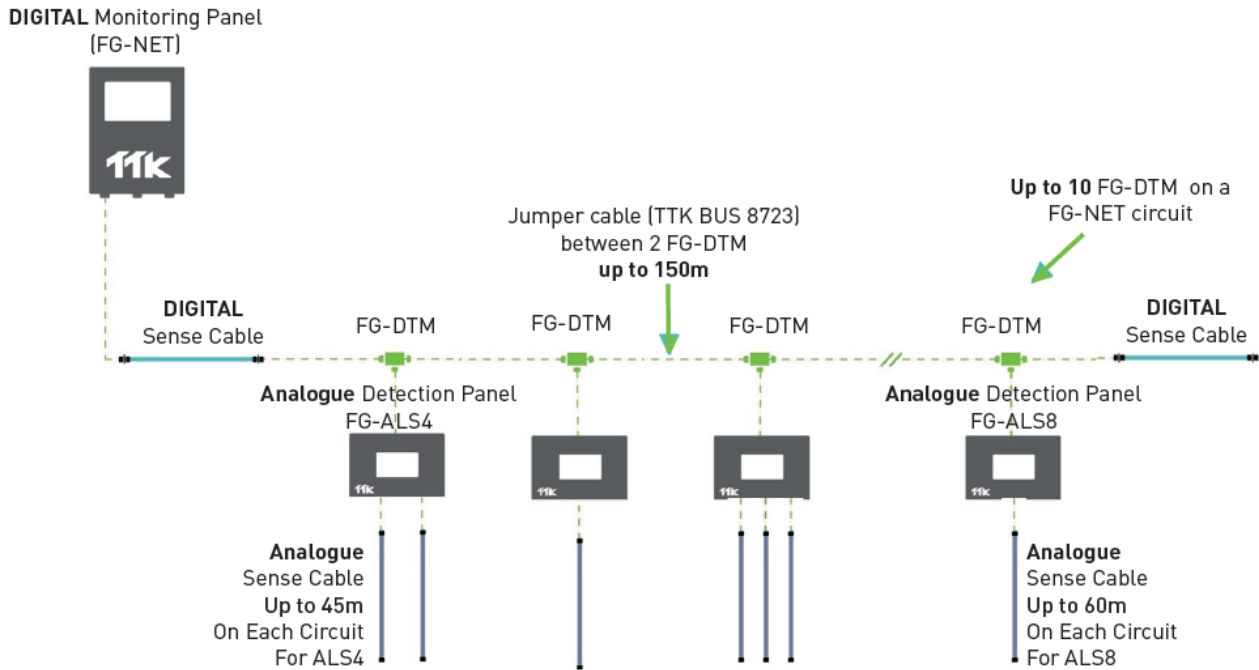 DIGITAL Monitoring Panel
(FG-NET)
TTK
Up to 10 FG-DTM on a
FG-NET circuit
Jumper cable (TTK BUS 8723)
between 2 FG-DTM
up to 150m
DIGITAL
Sense Cable
FG-DTM
FG-DTM
FG-DTM
FG-DTM
DIGITAL
Sense Cable
Analogue Detection Panel
FG-ALS4
Analogue Detection Panel
FG-ALS8
TTK
TTK
TTK
TTK
Analogue
Sense Cable
Up to 45m
On Each Circuit
For ALS4
Analogue
Sense Cable
Up to 60m
On Each Circuit
For ALS8